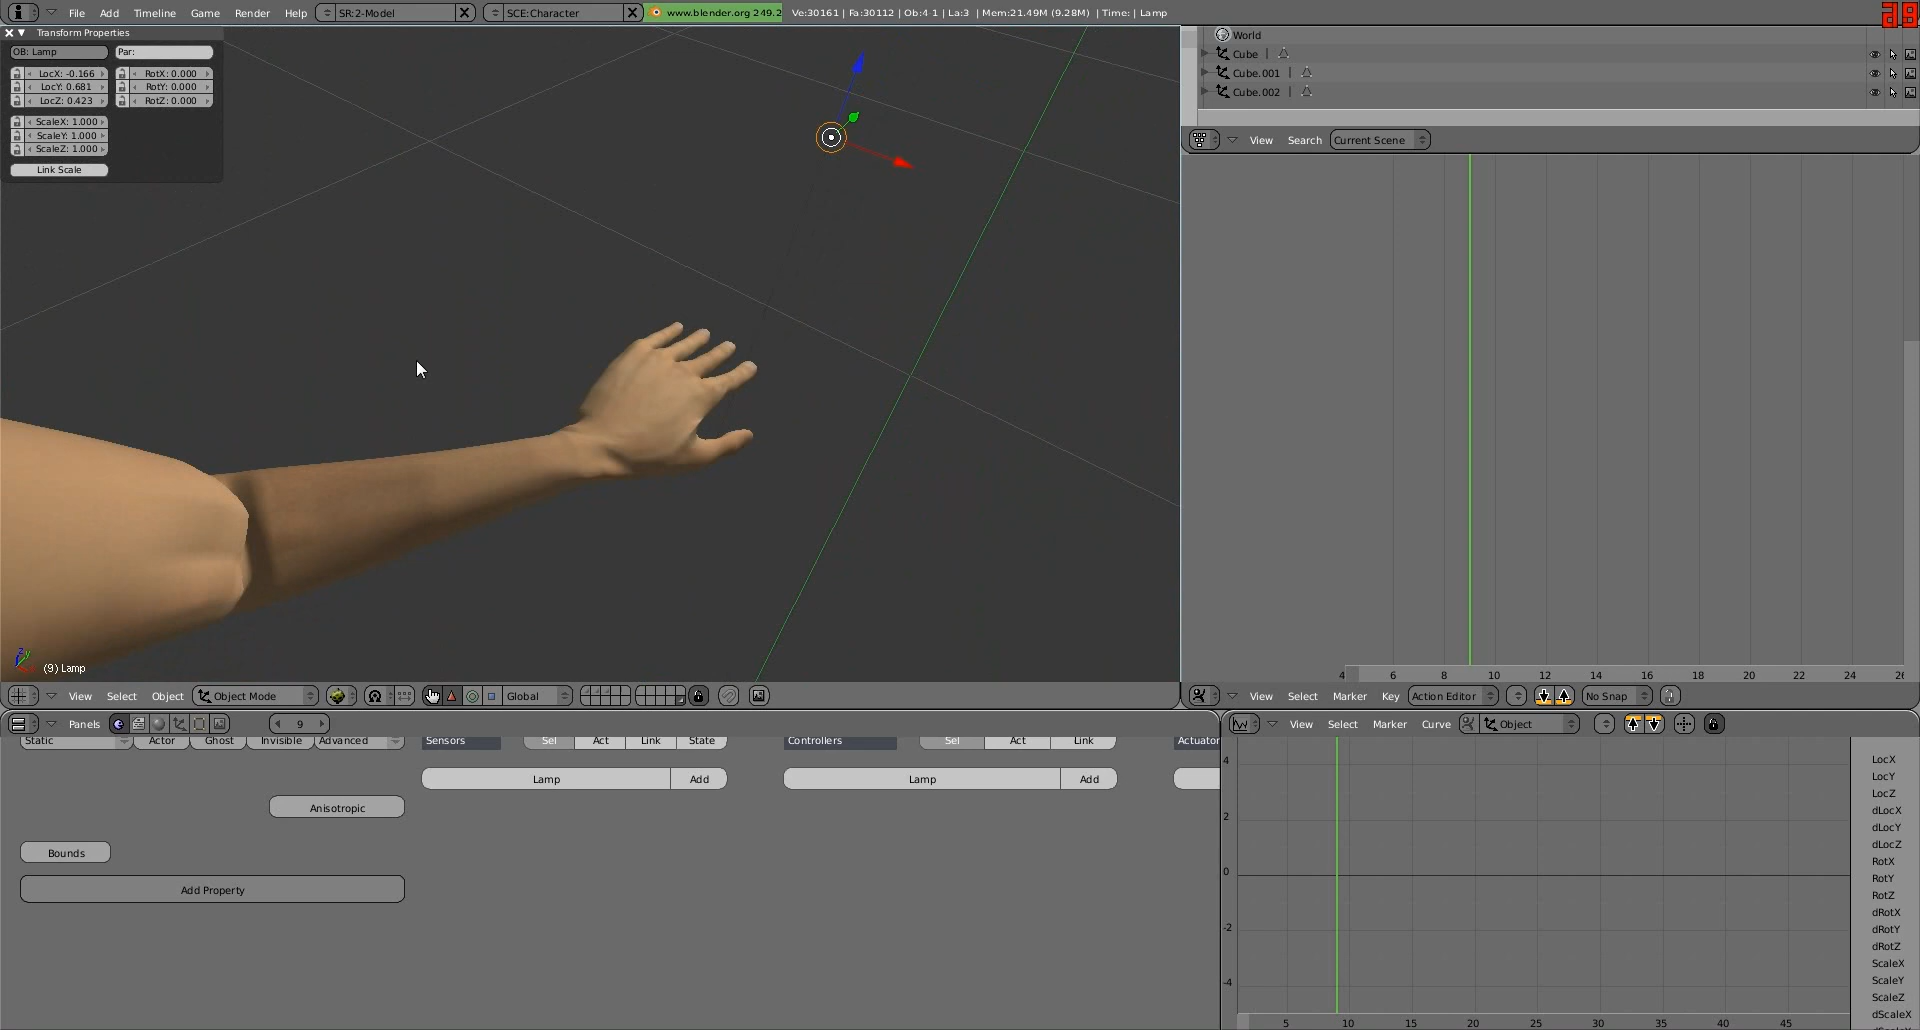 File Add Timeline Game Render Help SR:2-Model SCE:Character www.blender.org 249.2 Ve:30161 | Fa:30112 | Ob:4-1 | La:3 | Mem:21.49M (9.28M) | Time: | Lamp
29
Transform Properties
OB: Lamp Par:
LocX: -0.166 RotX: 0.000
LocY: 0.681 RotY: 0.000
LocZ: 0.423 RotZ: 0.000
ScaleX: 1.000
ScaleY: 1.000
ScaleZ: 1.000
Link Scale
(9) Lamp
View Select Object Object Mode Global
World
Cube
Cube.001
Cube.002
View Search Current Scene
4 6 8 10 12 14 16 18 20 22 24 26
View Select Marker Key Action Editor No Snap
Panels 9
Static Actor Ghost Invisible Advanced
Anisotropic
Bounds
Add Property
Sensors Sel Act Link State
Lamp Add
Controllers Sel Act Link
Lamp Add
Actuator
View Select Marker Curve Object
4
2
0
-2
-4
5 10 15 20 25 30 35 40 45
LocX
LocY
LocZ
dLocX
dLocY
dLocZ
RotX
RotY
RotZ
dRotX
dRotY
dRotZ
ScaleX
ScaleY
ScaleZ
dScaleX